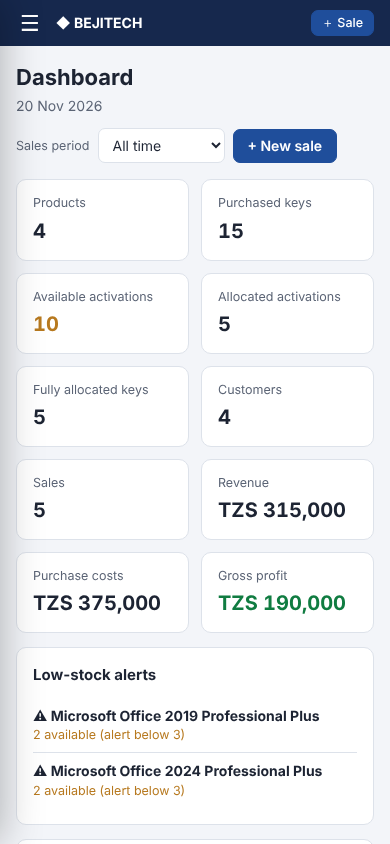 ☰ ◆ BEJITECH + Sale
Dashboard
20 Nov 2026
Sales period All time + New sale
Products
4
Purchased keys
15
Available activations
10
Allocated activations
5
Fully allocated keys
5
Customers
4
Sales
5
Revenue
TZS 315,000
Purchase costs
TZS 375,000
Gross profit
TZS 190,000
Low-stock alerts
⚠ Microsoft Office 2019 Professional Plus
2 available (alert below 3)
⚠ Microsoft Office 2024 Professional Plus
2 available (alert below 3)